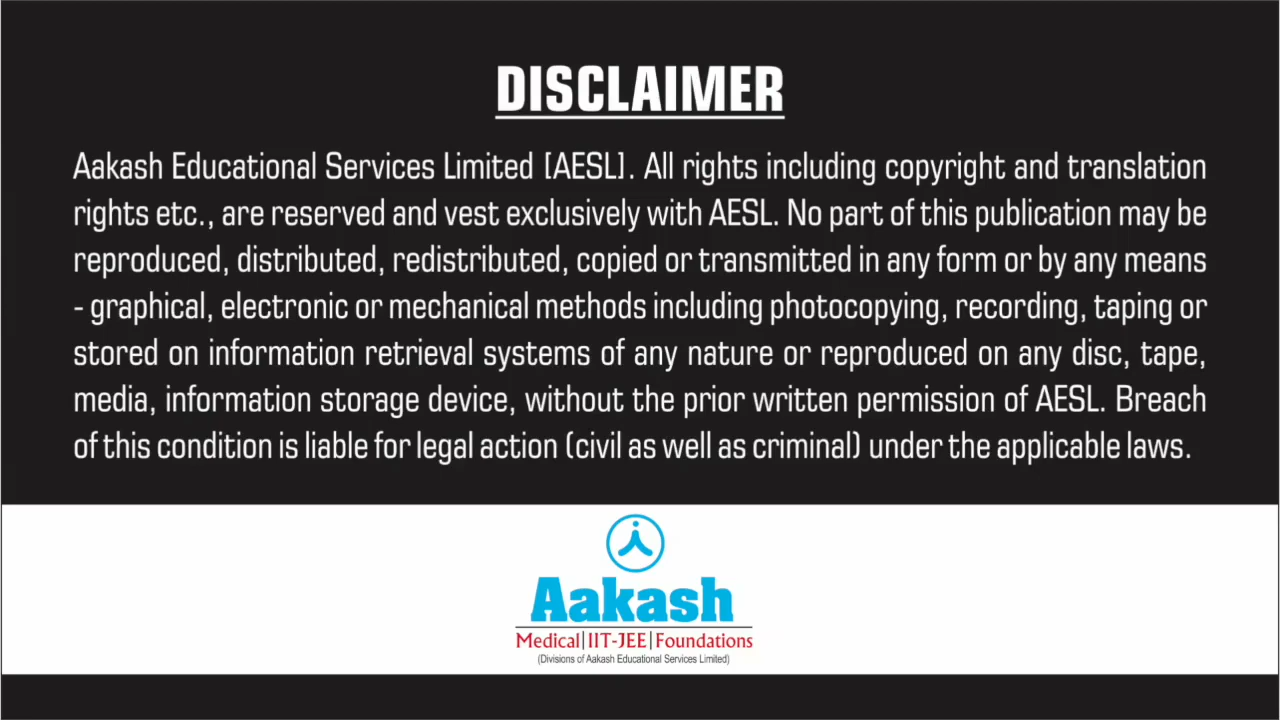 DISCLAIMER
Aakash Educational Services Limited [AESL]. All rights including copyright and translation
rights etc., are reserved and vest exclusively with AESL. No part of this publication may be
reproduced, distributed, redistributed, copied or transmitted in any form or by any means
- graphical, electronic or mechanical methods including photocopying, recording, taping or
stored on information retrieval systems of any nature or reproduced on any disc, tape,
media, information storage device, without the prior written permission of AESL. Breach
of this condition is liable for legal action (civil as well as criminal) under the applicable laws.
Aakash
Medical|IIT-JEE|Foundations
(Divisions of Aakash Educational Services Limited)